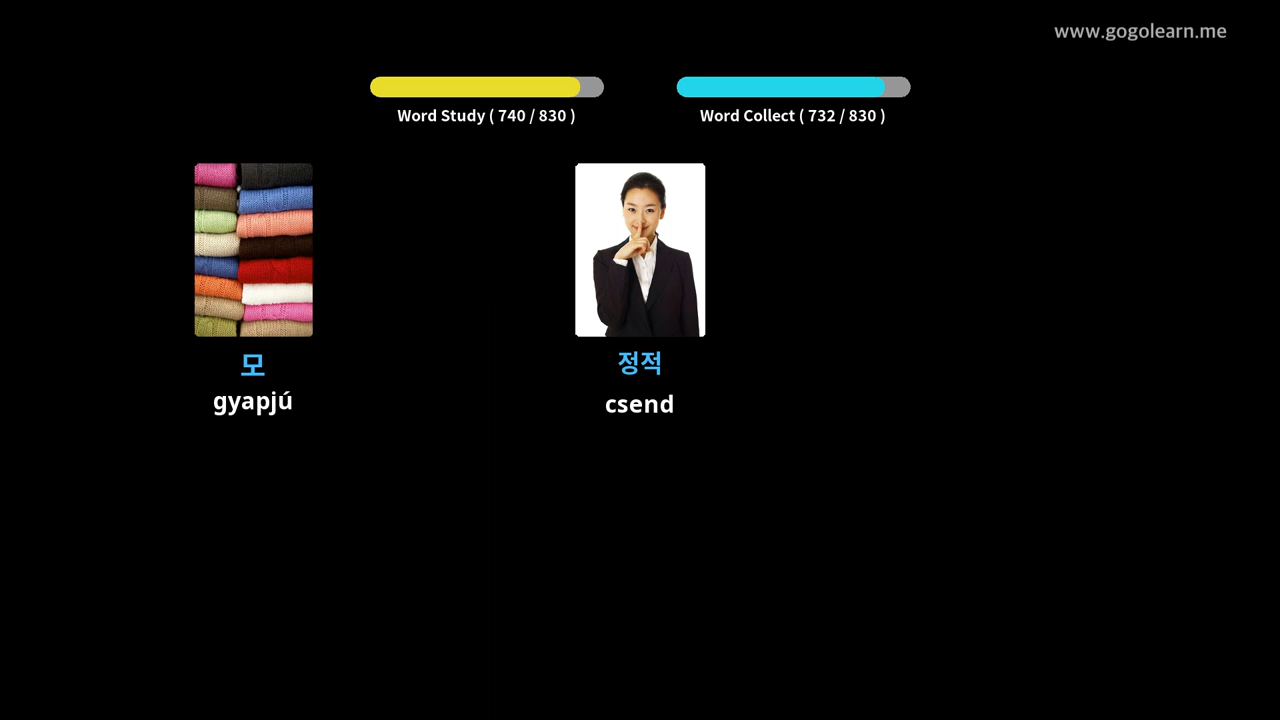 www.gogolearn.me
Word Study ( 740 / 830 )
Word Collect ( 732 / 830 )
모
gyapjú
정적
csend